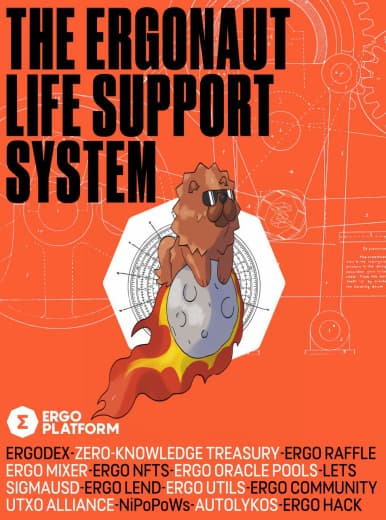 THE ERGONAUT
LIFE SUPPORT
SYSTEM
Σ ERGO
PLATFORM
ERGODEX-ZERO-KNOWLEDGE TREASURY-ERGO RAFFLE
ERGO MIXER-ERGO NFTS-ERGO ORACLE POOLS-LETS
SIGMAUSD-ERGO LEND-ERGO UTILS-ERGO COMMUNITY
UTXO ALLIANCE-NiPoPoWs-AUTOLYKOS-ERGO HACK